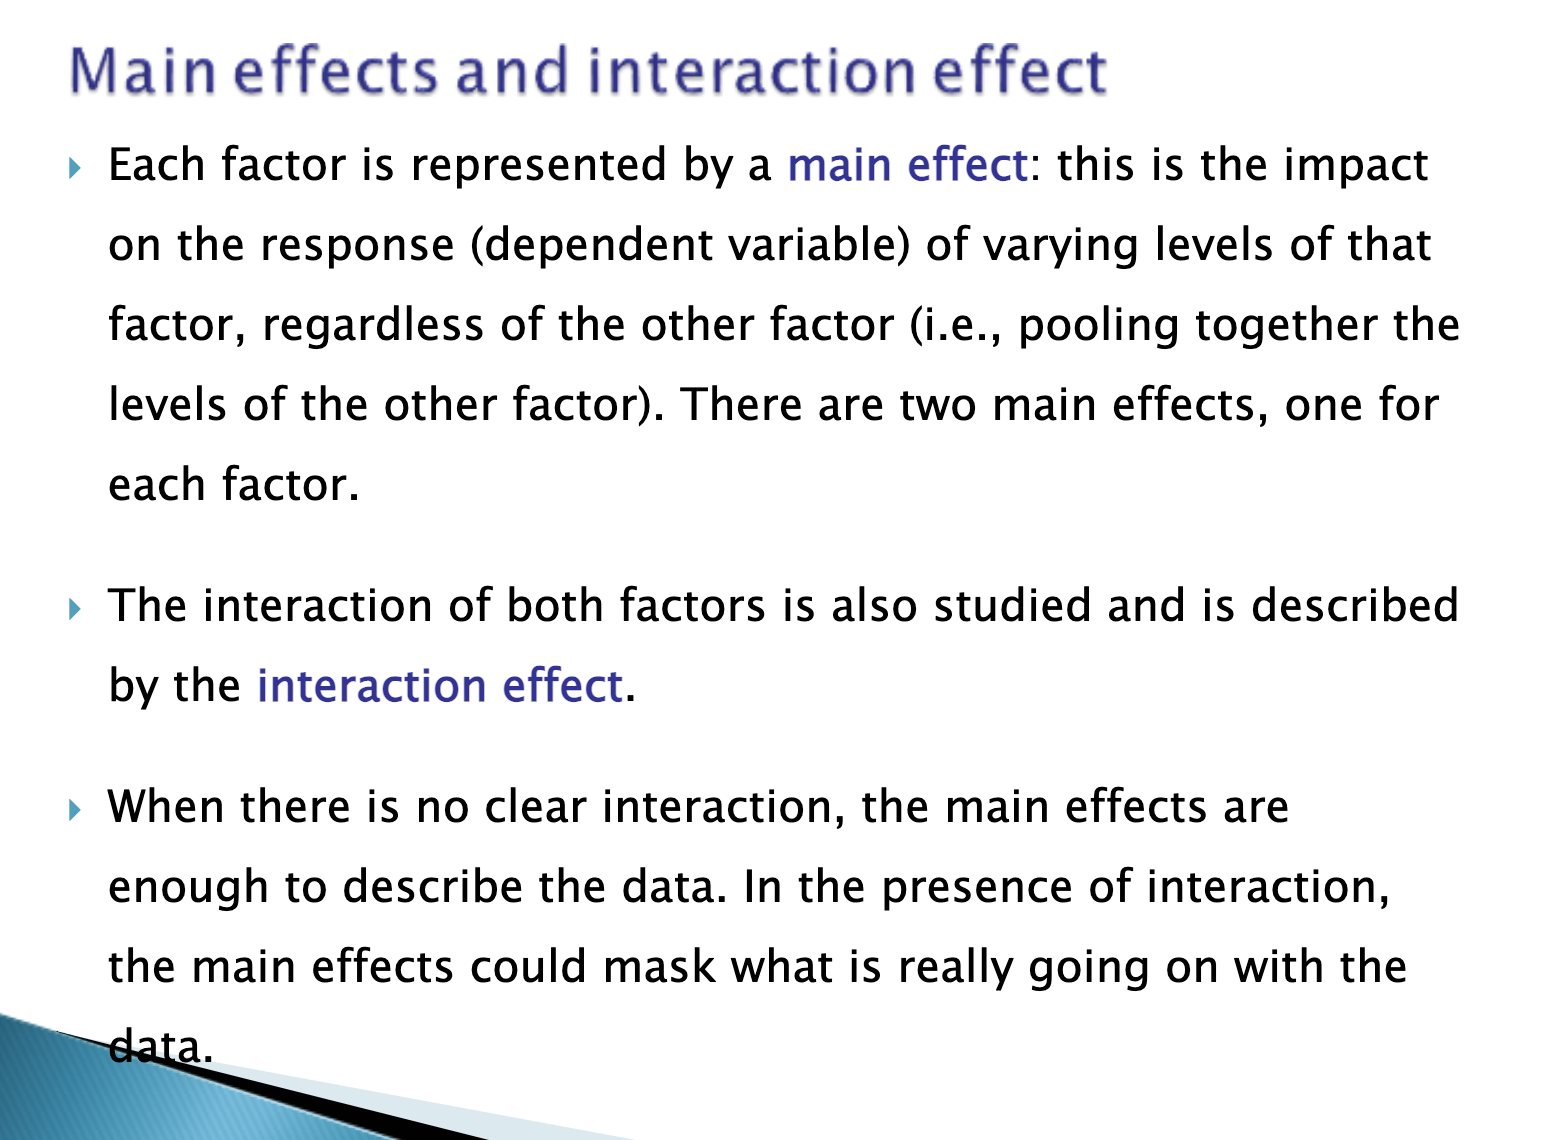 Main effects and interaction effect
Each factor is represented by a main effect: this is the impact
on the response (dependent variable) of varying levels of that
factor, regardless of the other factor (i.e., pooling together the
levels of the other factor). There are two main effects, one for
each factor.
The interaction of both factors is also studied and is described
by the interaction effect.
When there is no clear interaction, the main effects are
enough to describe the data. In the presence of interaction,
the main effects could mask what is really going on with the
data.